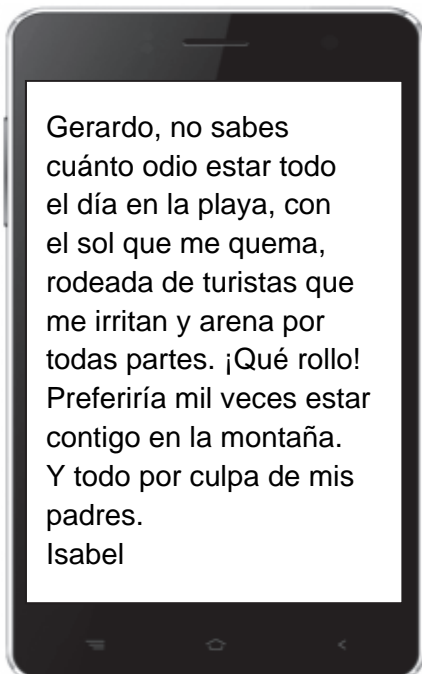 Gerardo, no sabes
cuánto odio estar todo
el día en la playa, con
el sol que me quema,
rodeada de turistas que
me irritan y arena por
todas partes. ¡Qué rollo!
Preferiría mil veces estar
contigo en la montaña.
Y todo por culpa de mis
padres.
Isabel